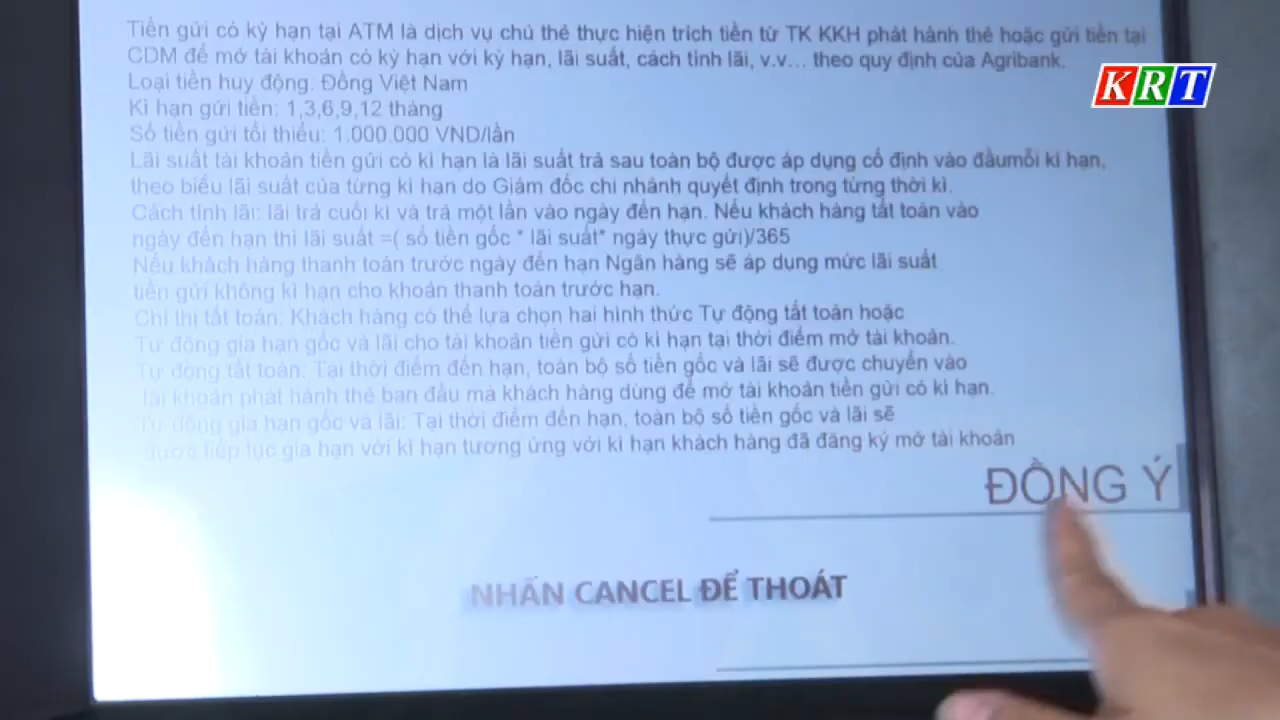 Tiền gửi có kỳ hạn tại ATM là dịch vụ chủ thẻ thực hiện trích tiền từ TK KKH phát hành thẻ hoặc gửi tiền tại
CDM để mở tài khoản có kỳ hạn với kỳ hạn, lãi suất, cách tính lãi, v.v... theo quy định của Agribank.
Loại tiền huy động: Đồng Việt Nam
Kì hạn gửi tiền: 1,3,6,9,12 tháng
Số tiền gửi tối thiểu: 1.000.000 VND/lần
Lãi suất tài khoản tiền gửi có kì hạn là lãi suất trả sau toàn bộ được áp dụng cố định vào đầumỗi kì hạn,
theo biểu lãi suất của từng kì hạn do Giám đốc chi nhánh quyết định trong từng thời kì.
Cách tính lãi: lãi trả cuối kì và trả một lần vào ngày đến hạn. Nếu khách hàng tất toán vào
ngày đến hạn thì lãi suất =( số tiền gốc * lãi suất* ngày thực gửi)/365
Nếu khách hàng thanh toán trước ngày đến hạn Ngân hàng sẽ áp dụng mức lãi suất
tiền gửi không kì hạn cho khoản thanh toán trước hạn.
Chỉ thị tất toán: Khách hàng có thể lựa chọn hai hình thức Tự động tất toán hoặc
Tự động gia hạn gốc và lãi cho tài khoản tiền gửi có kì hạn tại thời điểm mở tài khoản.
Tự động tất toán: Tại thời điểm đến hạn, toàn bộ số tiền gốc và lãi sẽ được chuyển vào
tài khoản phát hành thẻ ban đầu mà khách hàng dùng để mở tài khoản tiền gửi có kì hạn.
Tự động gia hạn gốc và lãi: Tại thời điểm đến hạn, toàn bộ số tiền gốc và lãi sẽ
được tiếp tục gia hạn với kì hạn tương ứng với kì hạn khách hàng đã đăng ký mở tài khoản
ĐỒNG Ý
NHẤN CANCEL ĐỂ THOÁT
KRT